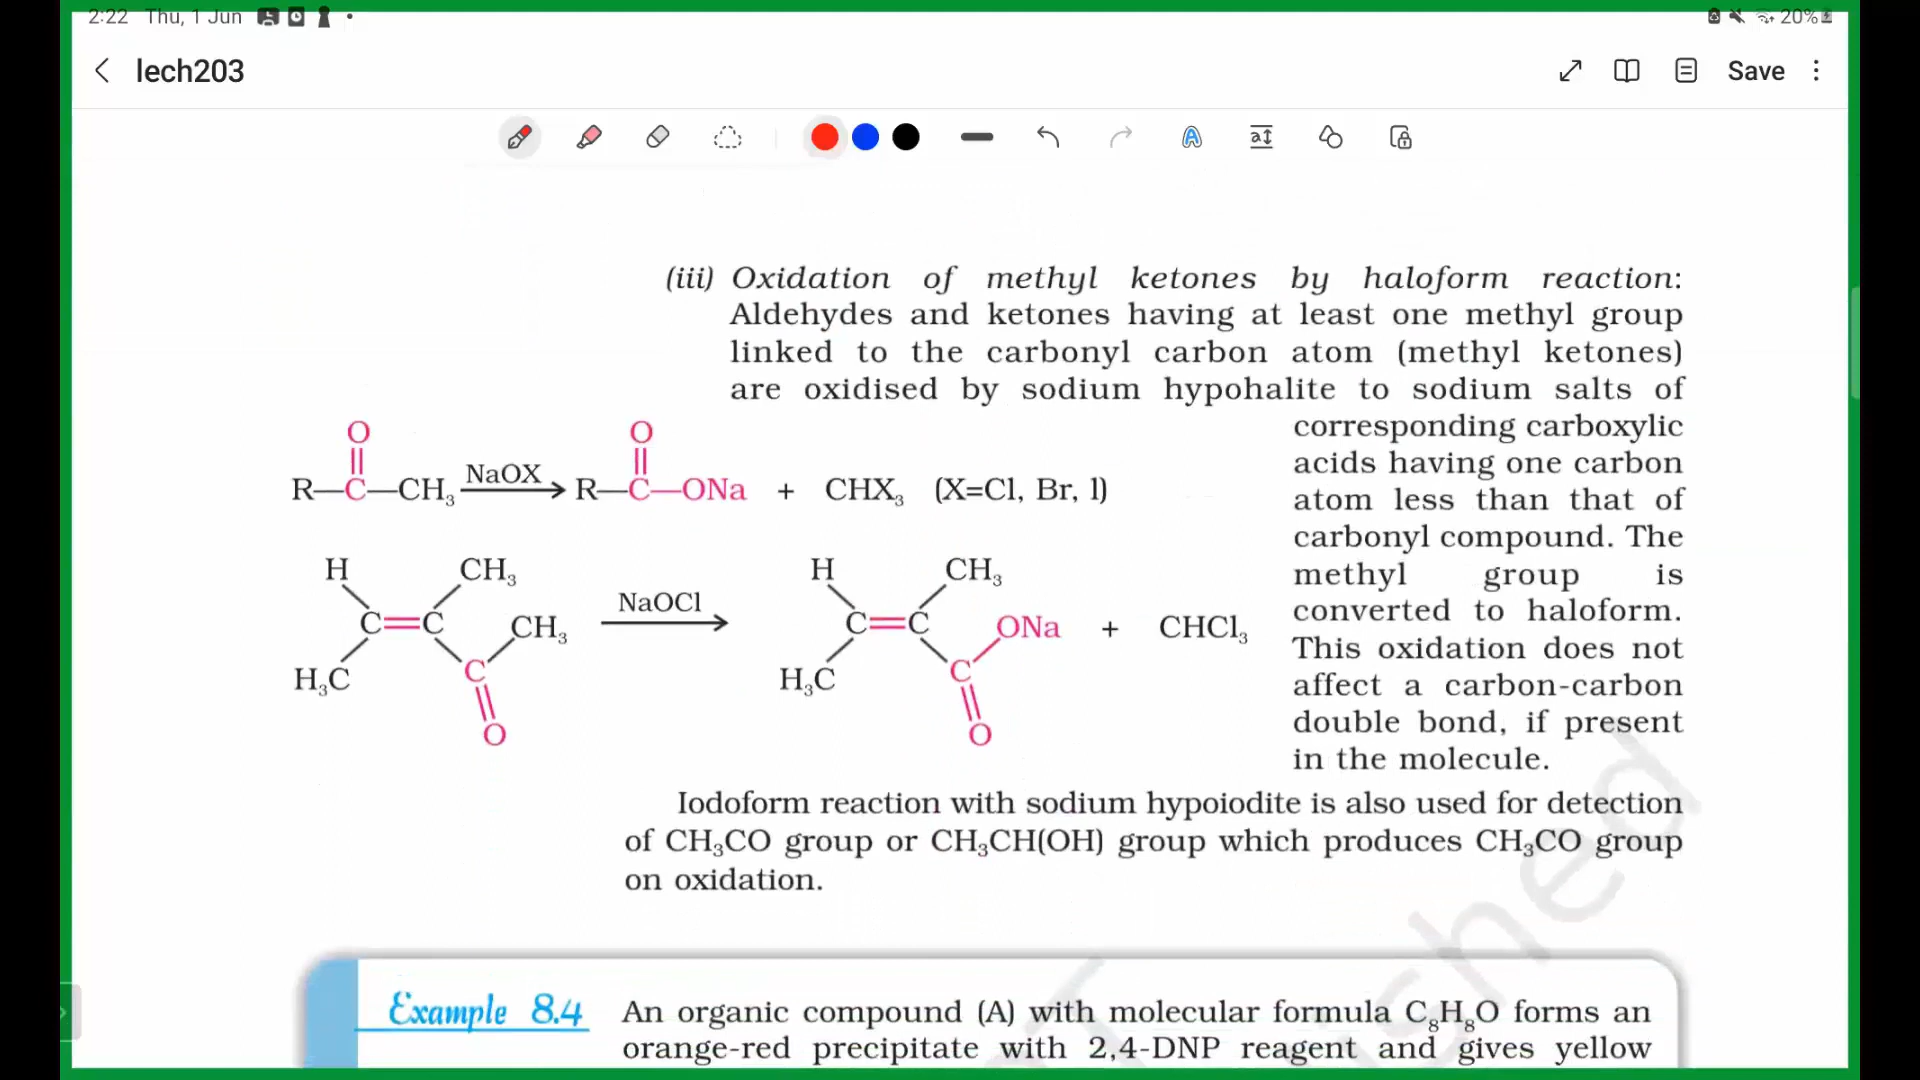 2:22 Thu, 1 Jun
20%
lech203
Save
(iii) Oxidation of methyl ketones by haloform reaction:
Aldehydes and ketones having at least one methyl group
linked to the carbonyl carbon atom (methyl ketones)
are oxidised by sodium hypohalite to sodium salts of
corresponding carboxylic
acids having one carbon
atom less than that of
carbonyl compound. The
methyl group is
converted to haloform.
This oxidation does not
affect a carbon-carbon
double bond, if present
in the molecule.
O O
R—C—CH₃ NaOX R—C—ONa + CHX₃ (X=Cl, Br, I)
H CH₃ H CH₃
C=C CH₃ NaOCl C=C ONa + CHCl₃
H₃C C H₃C C
O O
Iodoform reaction with sodium hypoiodite is also used for detection
of CH₃CO group or CH₃CH(OH) group which produces CH₃CO group
on oxidation.
Example 8.4 An organic compound (A) with molecular formula C₈H₈O forms an
orange-red precipitate with 2,4-DNP reagent and gives yellow